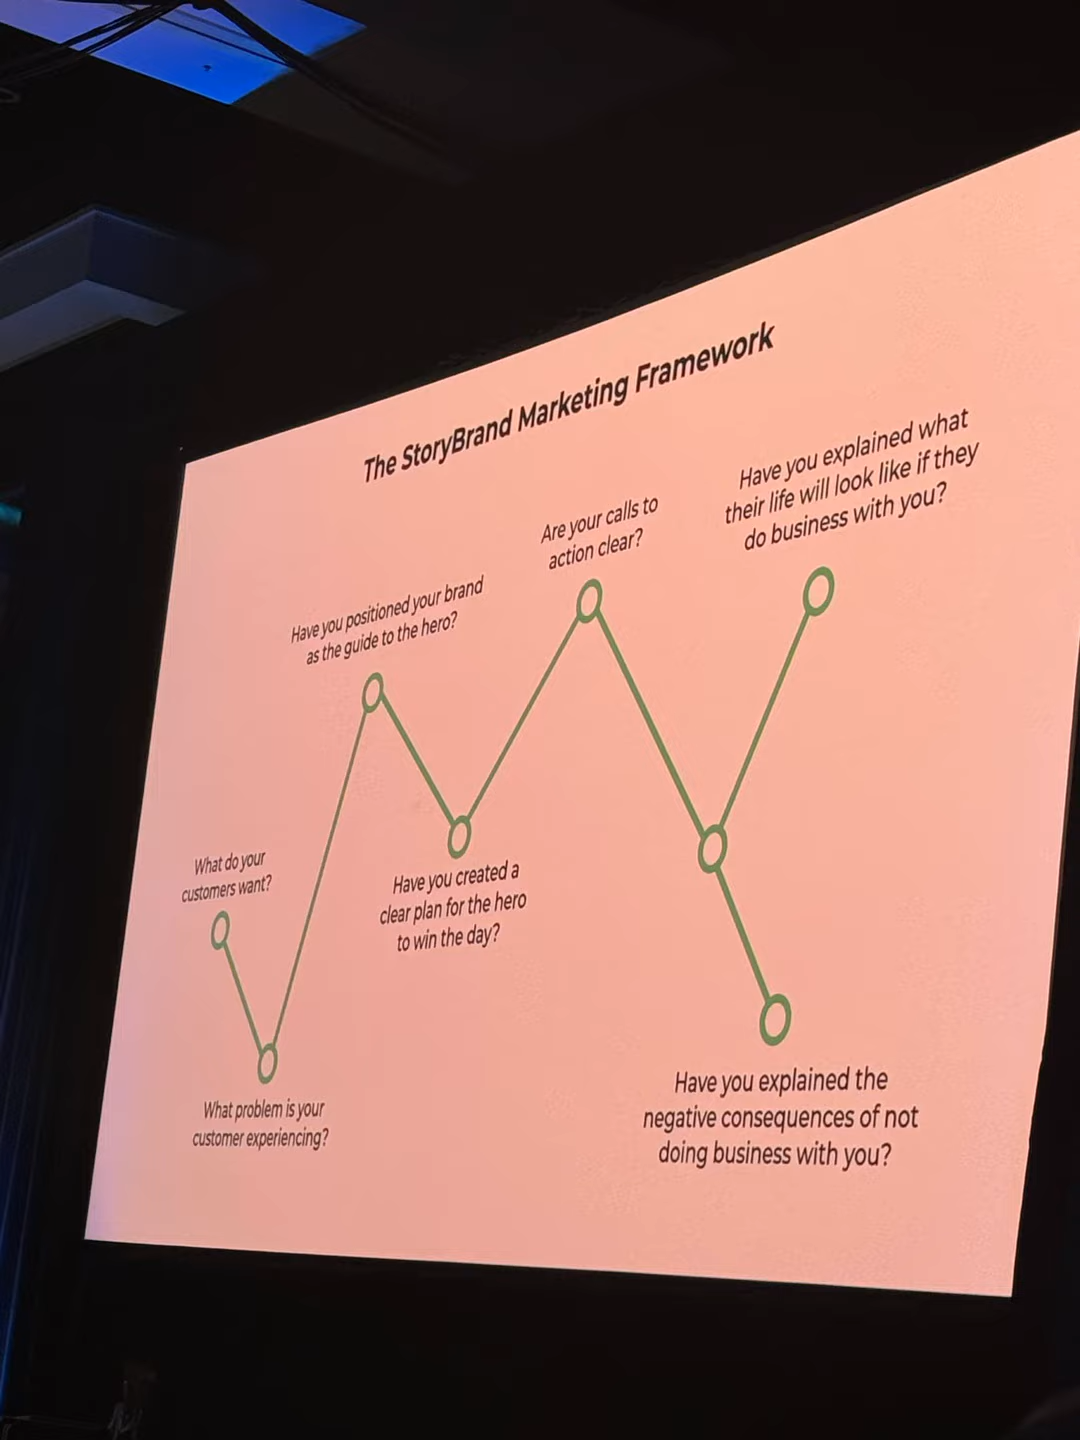 The StoryBrand Marketing Framework
What do your
customers want?
What problem is your
customer experiencing?
Have you positioned your brand
as the guide to the hero?
Have you created a
clear plan for the hero
to win the day?
Are your calls to
action clear?
Have you explained what
their life will look like if they
do business with you?
Have you explained the
negative consequences of not
doing business with you?